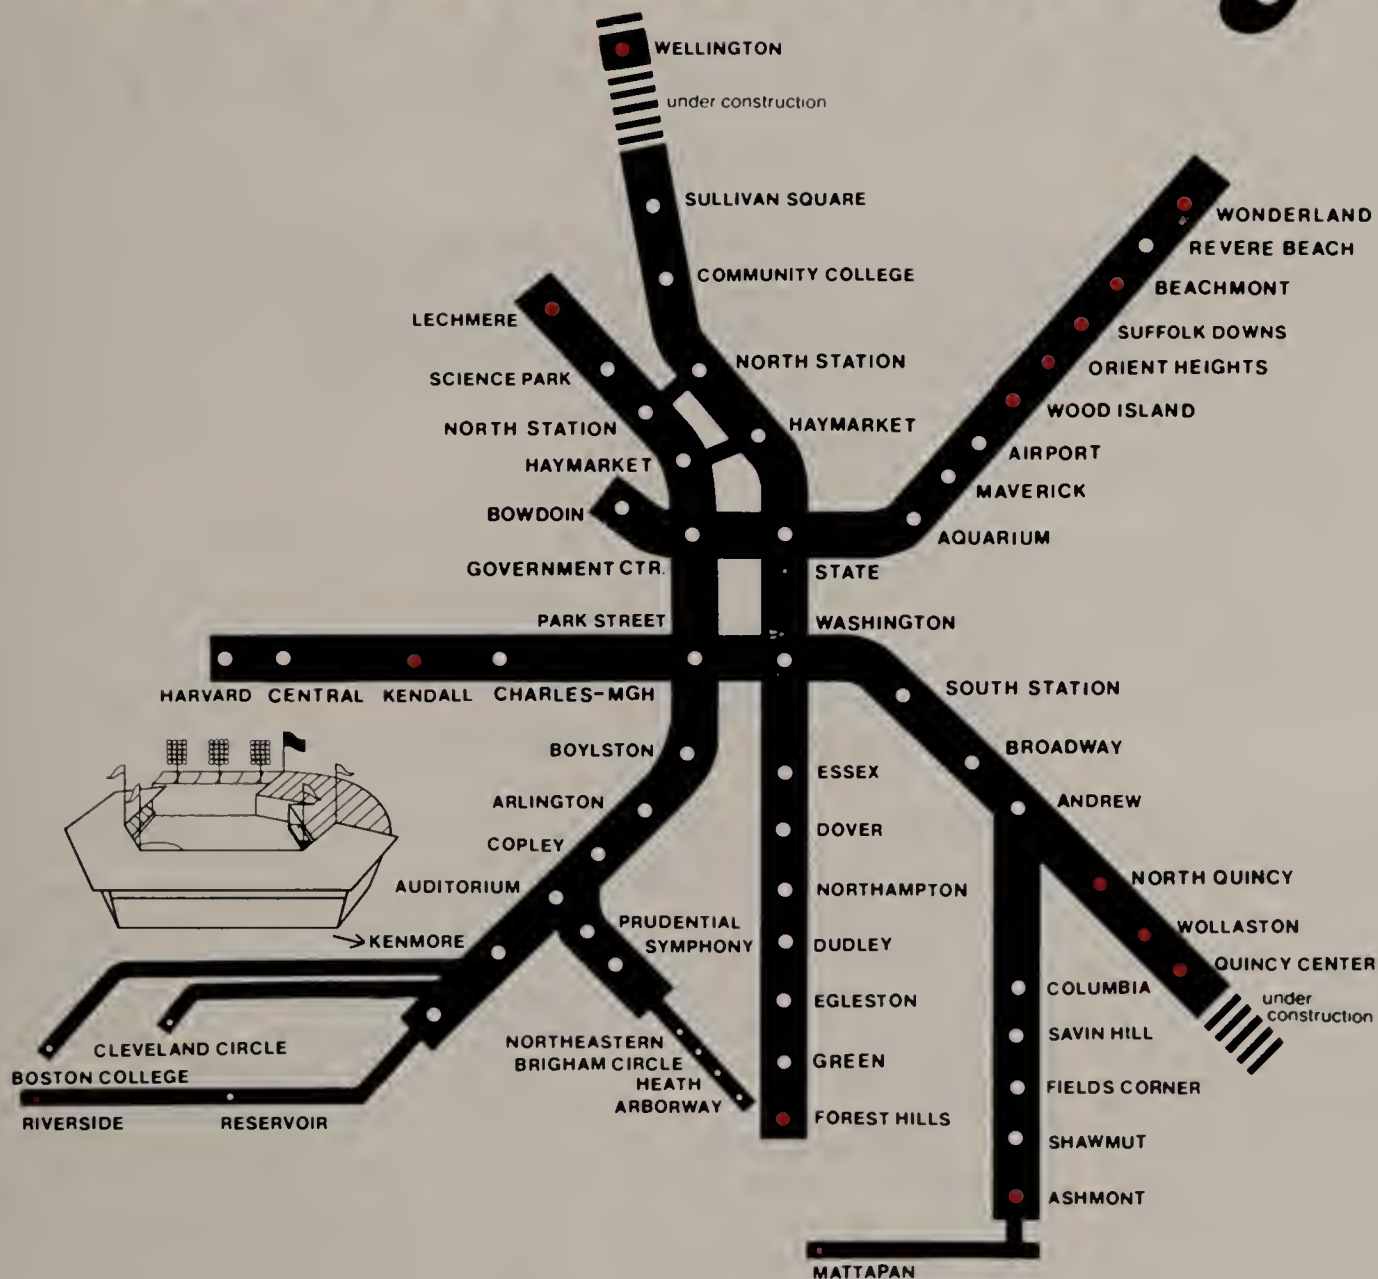 WELLINGTON
under construction
SULLIVAN SQUARE
WONDERLAND
REVERE BEACH
COMMUNITY COLLEGE
BEACHMONT
LECHMERE
SUFFOLK DOWNS
NORTH STATION
ORIENT HEIGHTS
SCIENCE PARK
WOOD ISLAND
NORTH STATION
HAYMARKET
AIRPORT
HAYMARKET
MAVERICK
BOWDOIN
AQUARIUM
GOVERNMENT CTR.
STATE
PARK STREET
WASHINGTON
HARVARD CENTRAL KENDALL CHARLES-MGH
SOUTH STATION
BOYLSTON
BROADWAY
ESSEX
ARLINGTON
ANDREW
DOVER
COPLEY
NORTH QUINCY
AUDITORIUM
NORTHAMPTON
PRUDENTIAL
WOLLASTON
KENMORE
SYMPHONY
DUDLEY
QUINCY CENTER
COLUMBIA
under
construction
EGLESTON
SAVIN HILL
CLEVELAND CIRCLE
NORTHEASTERN
BRIGHAM CIRCLE
GREEN
BOSTON COLLEGE
HEATH
FIELDS CORNER
ARBORWAY
RIVERSIDE
RESERVOIR
FOREST HILLS
SHAWMUT
ASHMONT
MATTAPAN